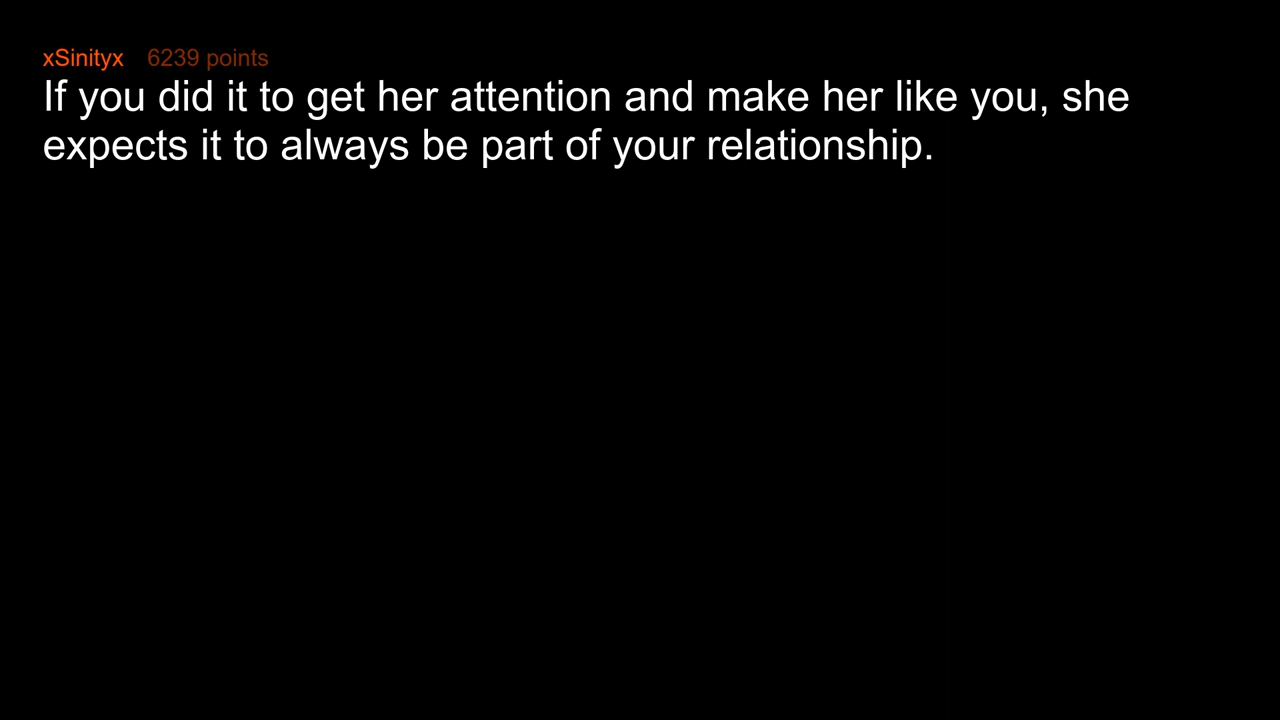 xSinityx 6239 points
If you did it to get her attention and make her like you, she
expects it to always be part of your relationship.